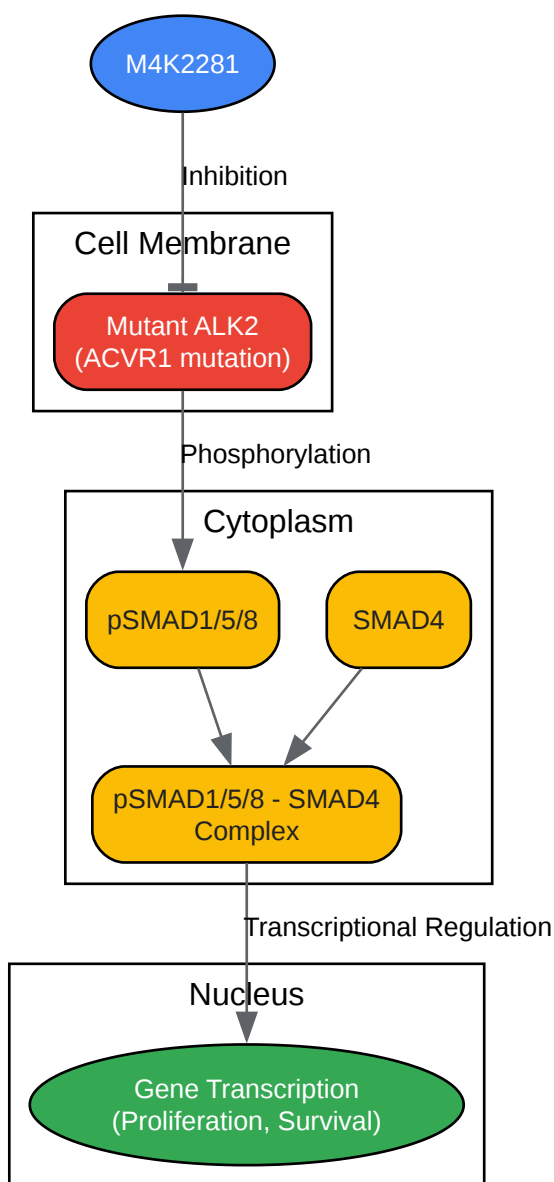 M4K2281
Inhibition
Cell Membrane
Mutant ALK2
(ACVR1 mutation)
Phosphorylation
Cytoplasm
pSMAD1/5/8
SMAD4
pSMAD1/5/8 - SMAD4
Complex
Transcriptional Regulation
Nucleus
Gene Transcription
(Proliferation, Survival)